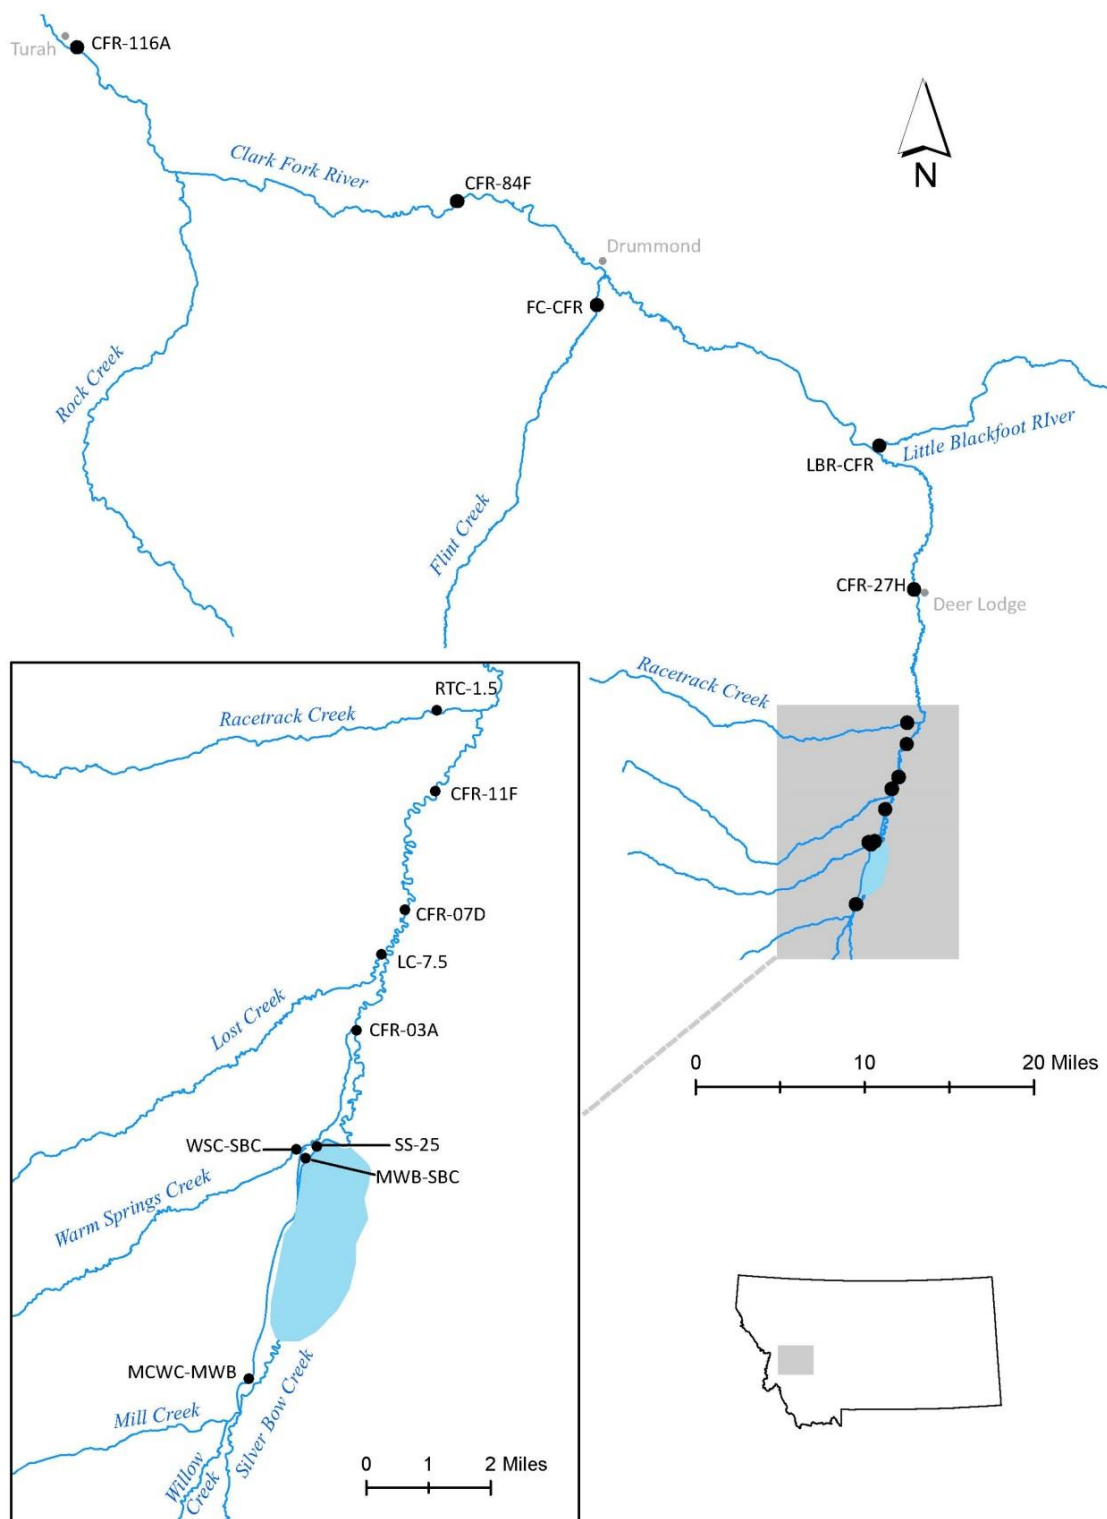 Turah
CFR-116A
Clark Fork River
CFR-84F
N
Drummond
FC-CFR
Rock Creek
Little Blackfoot RIver
LBR-CFR
Flint Creek
CFR-27H
Deer Lodge
Racetrack Creek
RTC-1.5
Racetrack Creek
CFR-11F
CFR-07D
LC-7.5
Lost Creek
CFR-03A
0 10 20 Miles
WSC-SBC
SS-25
MWB-SBC
Warm Springs Creek
MCWC-MWB
Mill Creek
Silver Bow Creek
Willow
Creek
0 1 2 Miles